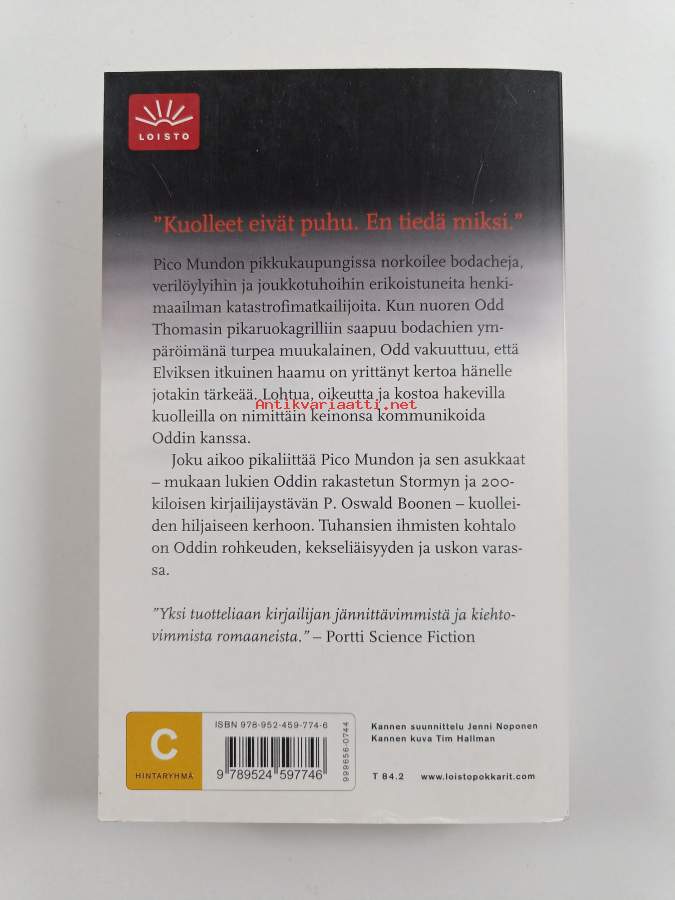 LOISTO
”Kuolleet eivät puhu. En tiedä miksi.”
Pico Mundon pikkukaupungissa norkoilee bodacheja,
verilöylyihin ja joukkotuhoihin erikoistuneita henki-
maailman katastrofimatkailijoita. Kun nuoren Odd
Thomasin pikaruokagrilliin saapuu bodachien ym-
päröimänä turpea muukalainen, Odd vakuuttuu, että
Elviksen itkuinen haamu on yrittänyt kertoa hänelle
jotakin tärkeää. Lohtua, oikeutta ja kostoa hakevilla
Antikvariaatti.net
kuolleilla on nimittäin keinonsa kommunikoida
Oddin kanssa.
Joku aikoo pikaliittää Pico Mundon ja sen asukkaat
– mukaan lukien Oddin rakastetun Stormyn ja 200-
kiloisen kirjailijaystävän P. Oswald Boonen – kuollei-
den hiljaiseen kerhoon. Tuhansien ihmisten kohtalo
on Oddin rohkeuden, kekseliäisyyden ja uskon varas-
sa.
”Yksi tuotteliaan kirjailijan jännittävimmistä ja kiehto-
vimmista romaaneista.” – Portti Science Fiction
C
HINTARYHMÄ
ISBN 978-952-459-774-6
9 789524 597746
999656-0744
Kannen suunnittelu Jenni Noponen
Kannen kuva Tim Hallman
T 84.2 www.loistopokkarit.com